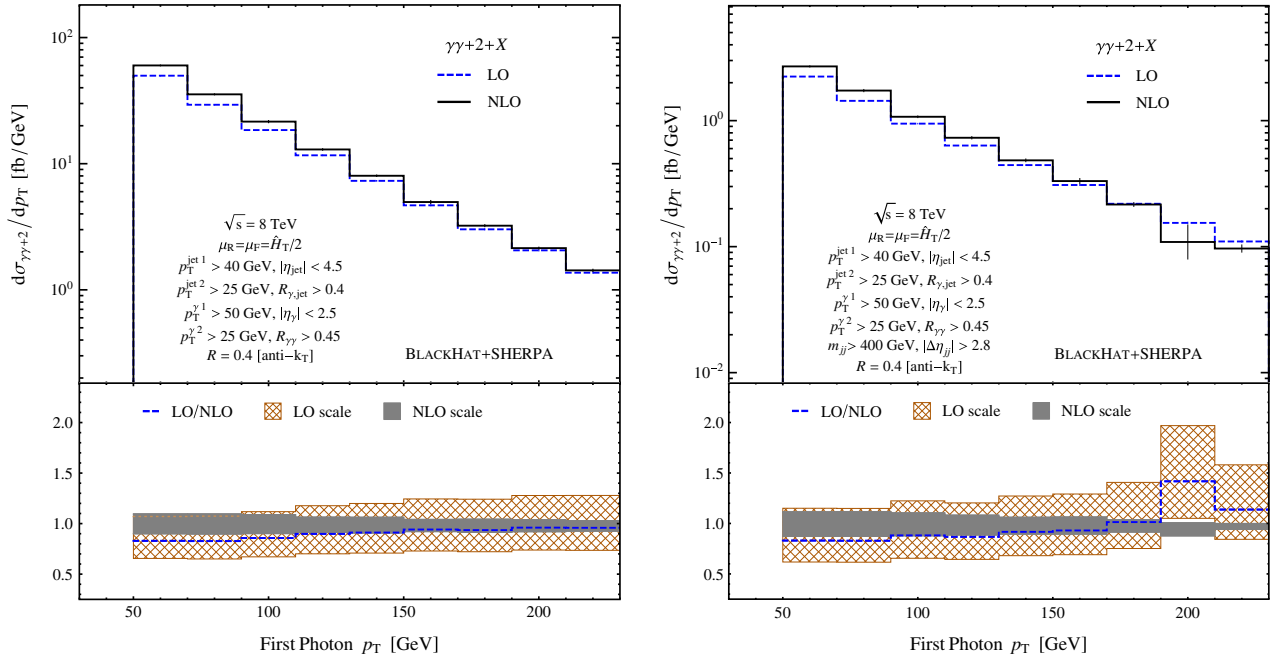 γγ+2+X
LO
NLO
dσγγ+2/dpT [fb/GeV]
10²
10¹
10⁰
√s = 8 TeV
μR=μF=ĤT/2
pT^jet 1 > 40 GeV, |ηjet| < 4.5
pT^jet 2 > 25 GeV, Rγ,jet > 0.4
pT^γ 1 > 50 GeV, |ηγ| < 2.5
pT^γ 2 > 25 GeV, Rγγ > 0.45
R = 0.4 [anti−kT]
BLACKHAT+SHERPA
LO/NLO
LO scale
NLO scale
2.0
1.5
1.0
0.5
50 100 150 200
First Photon pT [GeV]
γγ+2+X
LO
NLO
dσγγ+2/dpT [fb/GeV]
10⁰
10⁻¹
10⁻²
√s = 8 TeV
μR=μF=ĤT/2
pT^jet 1 > 40 GeV, |ηjet| < 4.5
pT^jet 2 > 25 GeV, Rγ,jet > 0.4
pT^γ 1 > 50 GeV, |ηγ| < 2.5
pT^γ 2 > 25 GeV, Rγγ > 0.45
mjj > 400 GeV, |Δηjj| > 2.8
R = 0.4 [anti−kT]
BLACKHAT+SHERPA
LO/NLO
LO scale
NLO scale
2.0
1.5
1.0
0.5
50 100 150 200
First Photon pT [GeV]